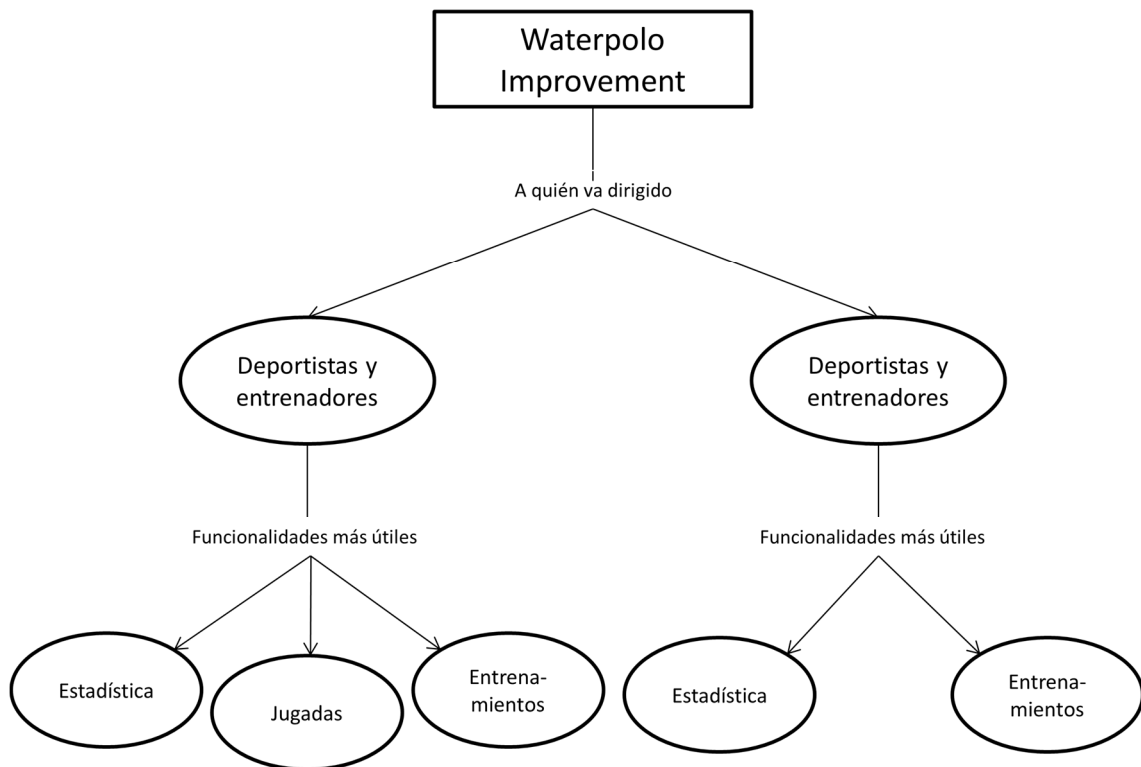 Waterpolo
Improvement
A quién va dirigido
Deportistas y
entrenadores
Deportistas y
entrenadores
Funcionalidades más útiles
Funcionalidades más útiles
Estadística
Jugadas
Entrena-
mientos
Estadística
Entrena-
mientos